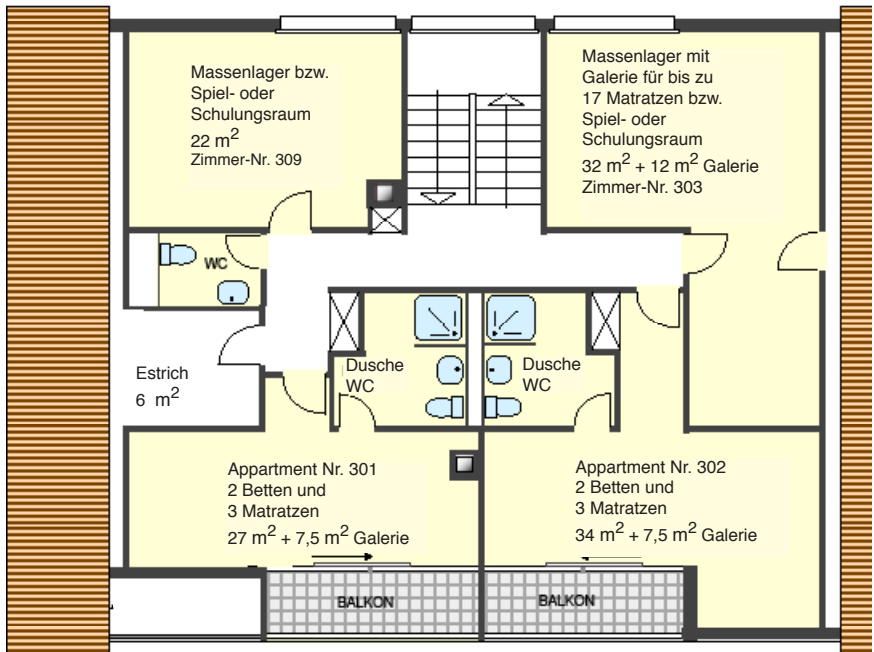 Massenlager bzw.
Spiel- oder
Schulungsraum
22 m²
Zimmer-Nr. 309
Massenlager mit
Galerie für bis zu
17 Matratzen bzw.
Spiel- oder
Schulungsraum
32 m² + 12 m² Galerie
Zimmer-Nr. 303
WC
Estrich
6 m²
Dusche
WC
Dusche
WC
Appartment Nr. 301
2 Betten und
3 Matratzen
27 m² + 7,5 m² Galerie
Appartment Nr. 302
2 Betten und
3 Matratzen
34 m² + 7,5 m² Galerie
BALKON
BALKON